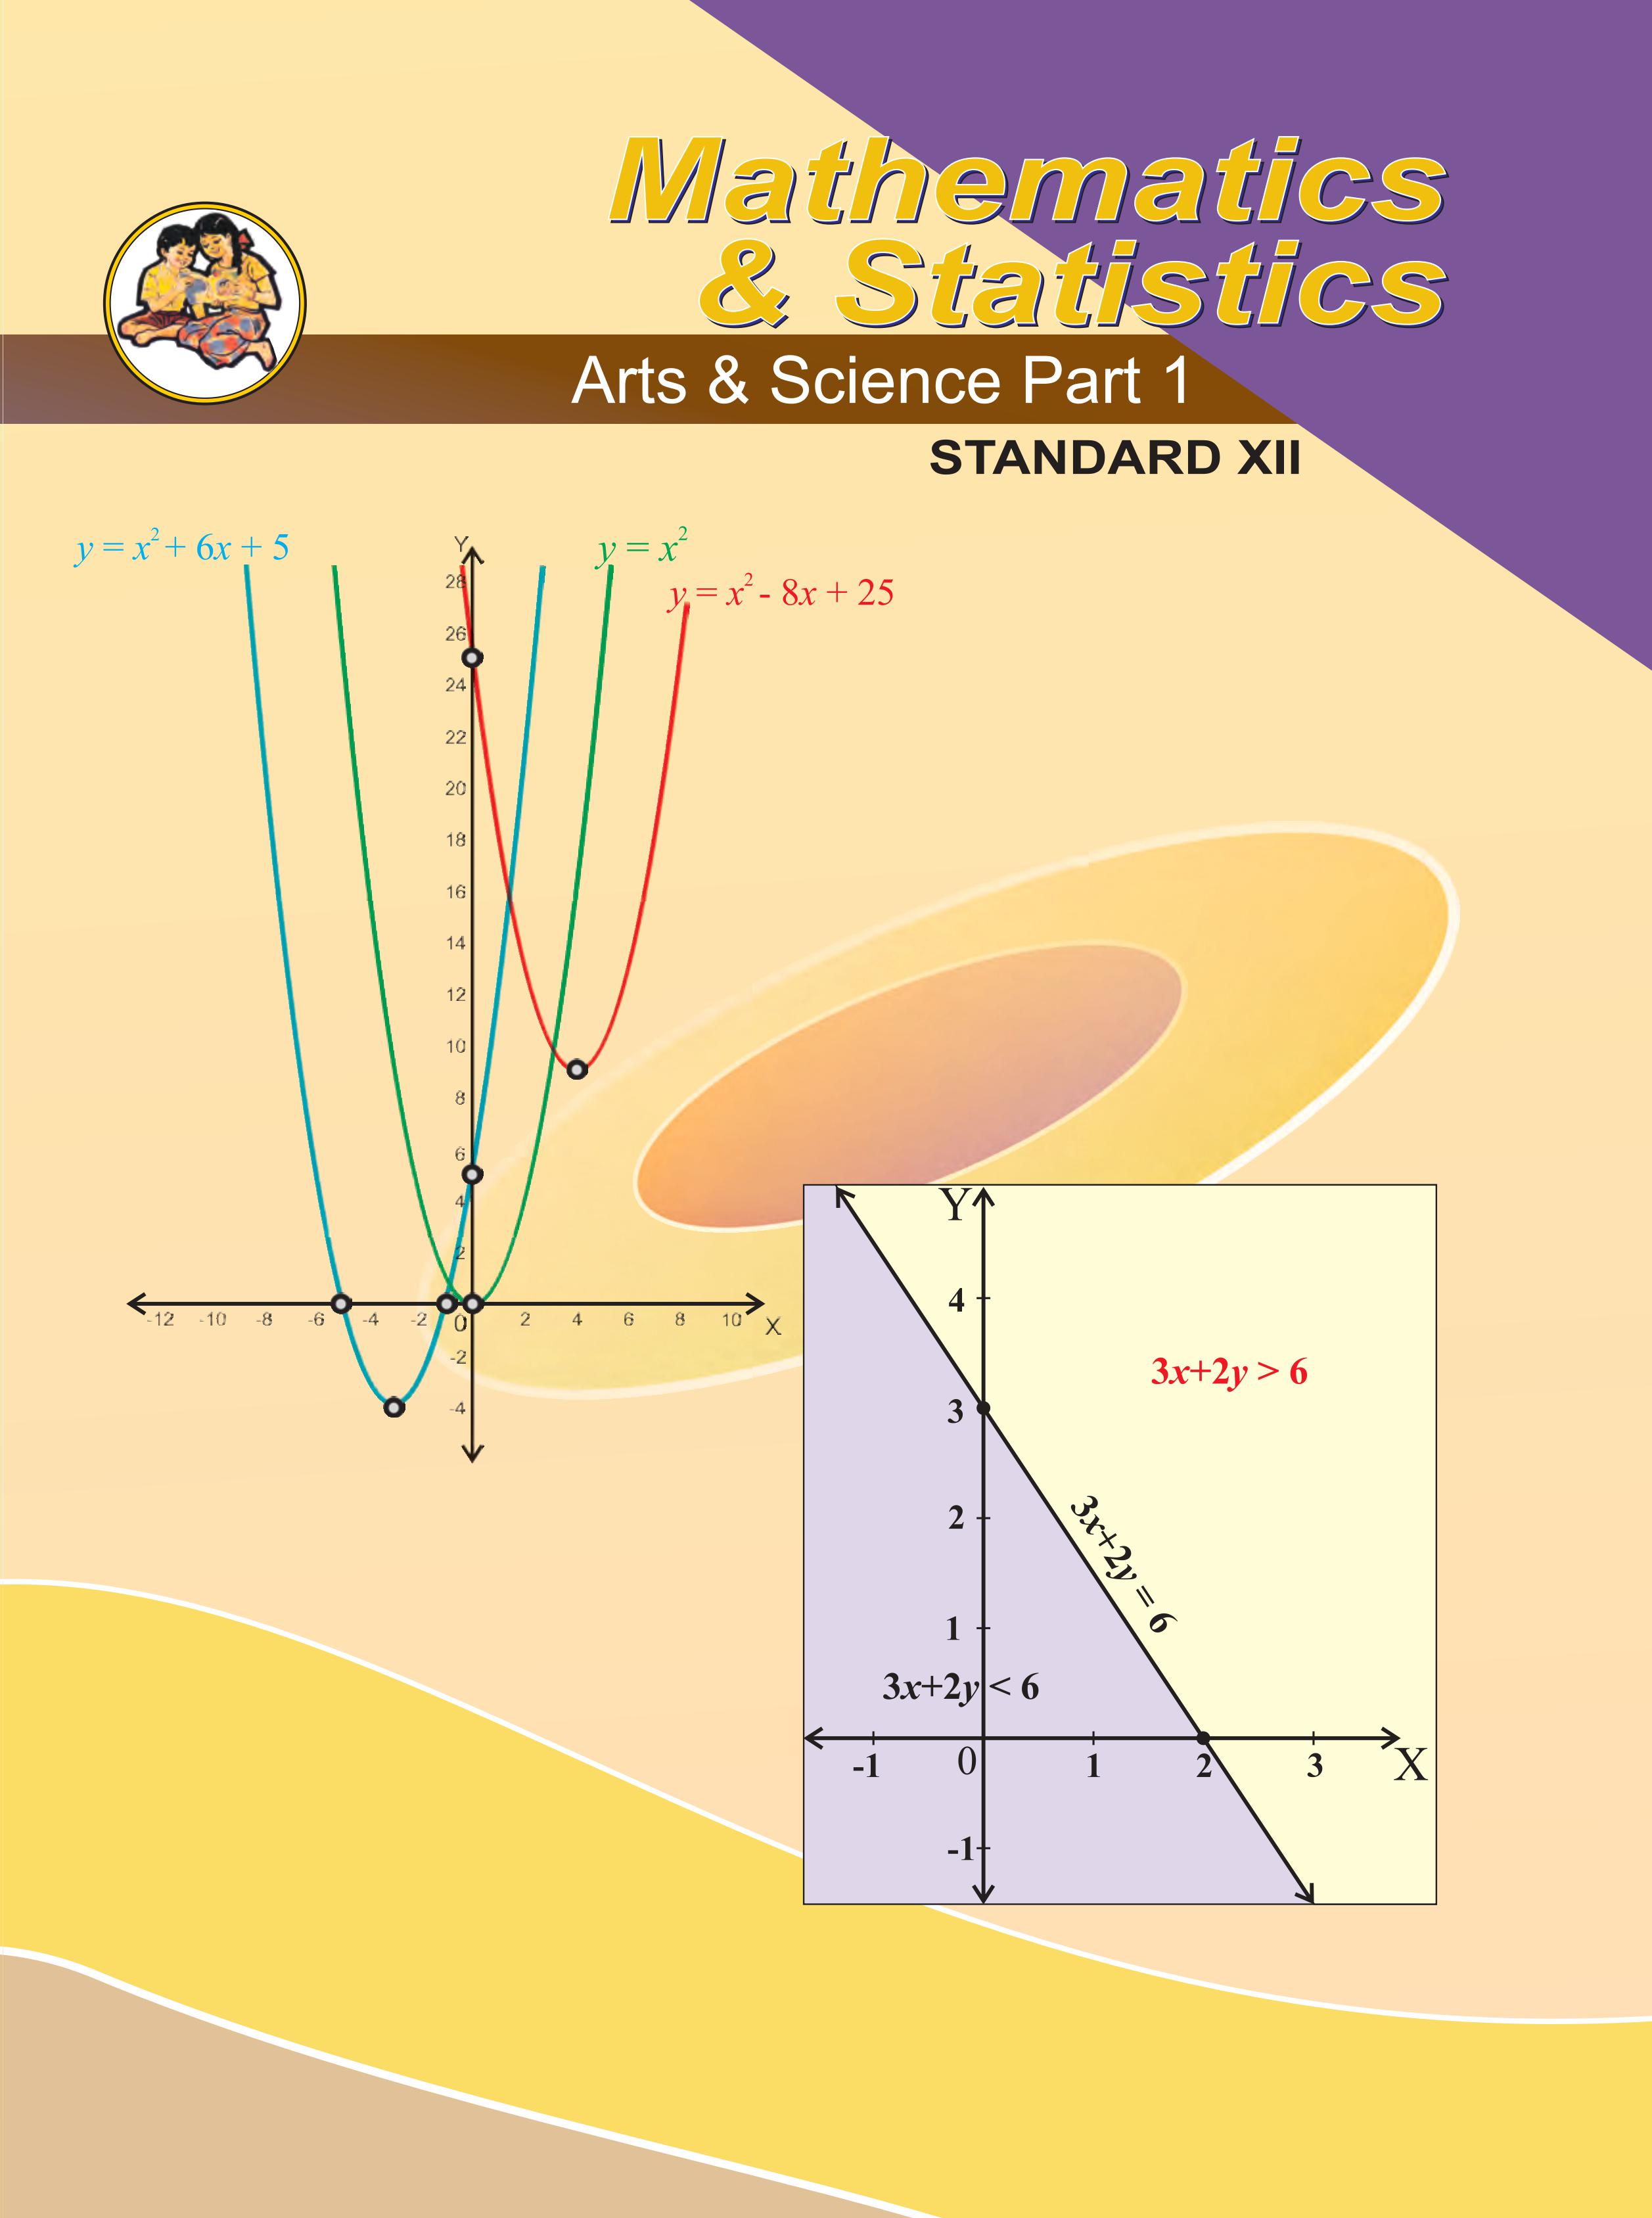 Mathematics
& Statistics
Arts & Science Part 1
STANDARD XII
y = x² + 6x + 5
y = x²
y = x² - 8x + 25
Y
28
26
24
22
20
18
16
14
12
10
8
6
4
2
-12 -10 -8 -6 -4 -2 0 2 4 6 8 10 X
-2
-4
Y
4
3x+2y > 6
3
2
3x+2y = 6
1
3x+2y < 6
-1 0 1 2 3 X
-1